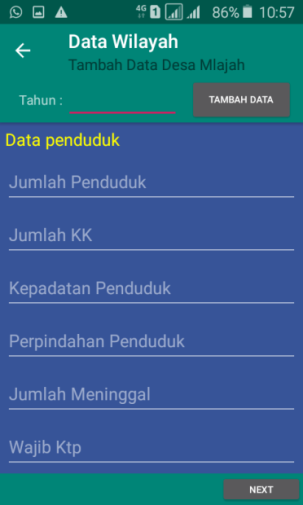 4G 1 86% 10:57
Data Wilayah
Tambah Data Desa Mlajah
Tahun :
TAMBAH DATA
Data penduduk
Jumlah Penduduk
Jumlah KK
Kepadatan Penduduk
Perpindahan Penduduk
Jumlah Meninggal
Wajib Ktp
NEXT